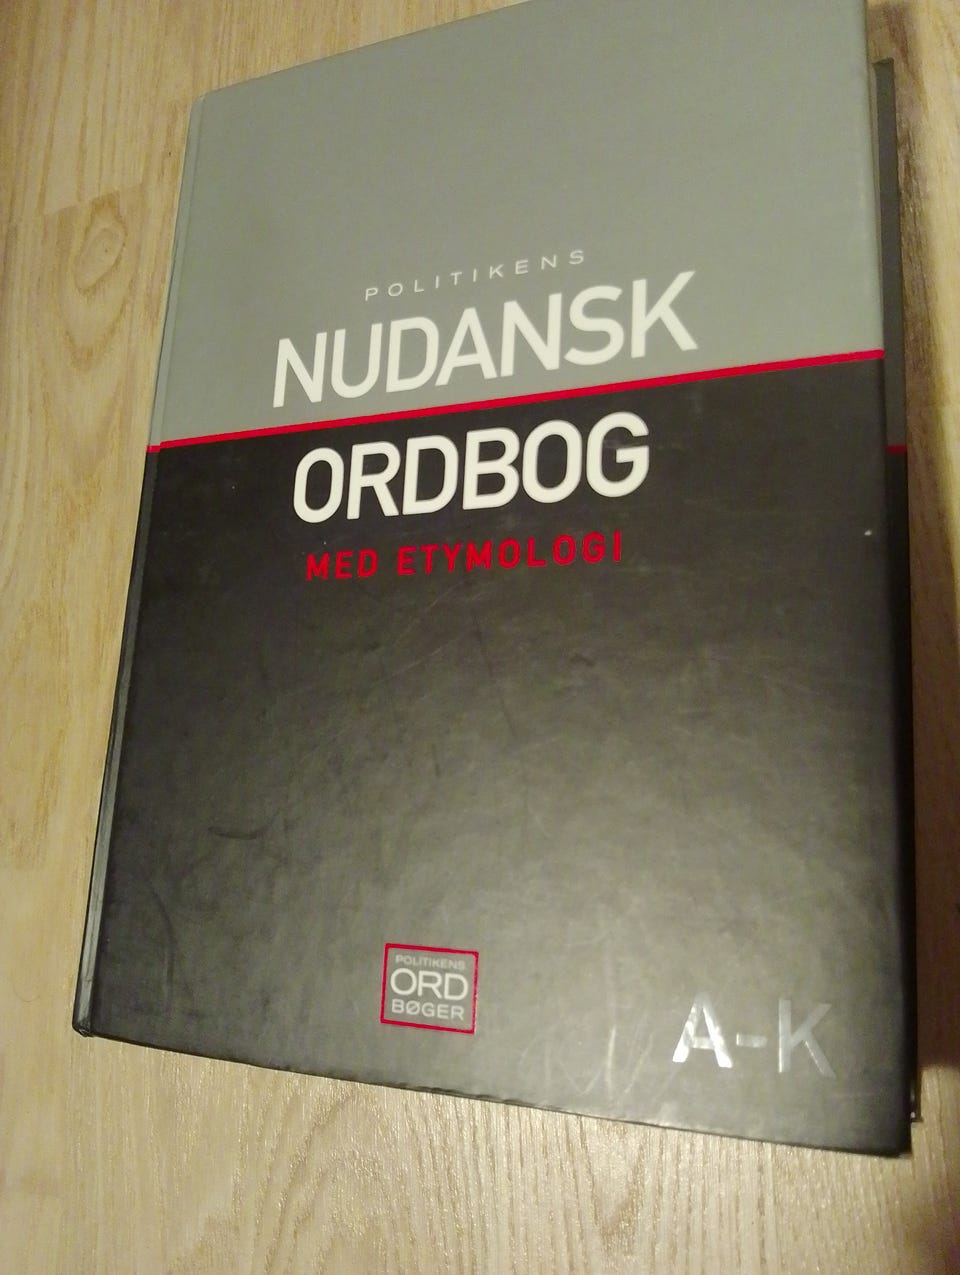 POLITIKENS
NUDANSK
ORDBOG
MED ETYMOLOGI
POLITIKENS
ORD
BØGER
A-K